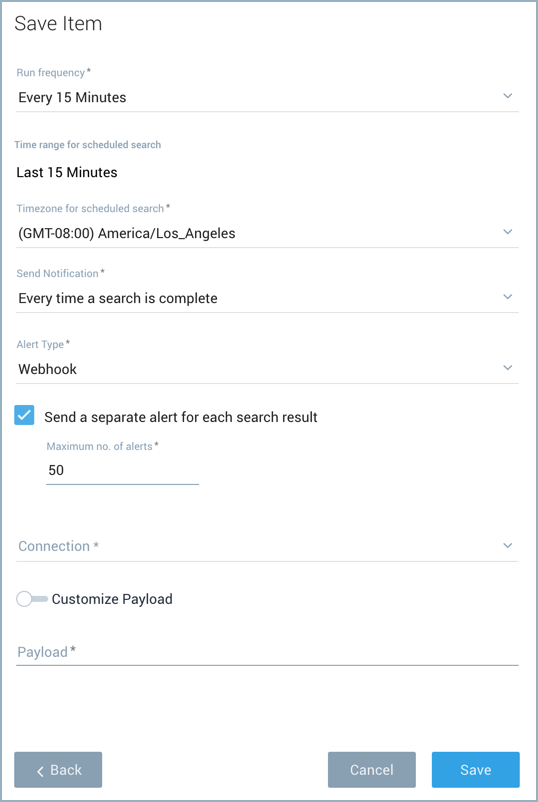 Save Item
Run frequency*
Every 15 Minutes
Time range for scheduled search
Last 15 Minutes
Timezone for scheduled search*
(GMT-08:00) America/Los_Angeles
Send Notification*
Every time a search is complete
Alert Type*
Webhook
Send a separate alert for each search result
Maximum no. of alerts*
50
Connection *
Customize Payload
Payload*
Back Cancel Save